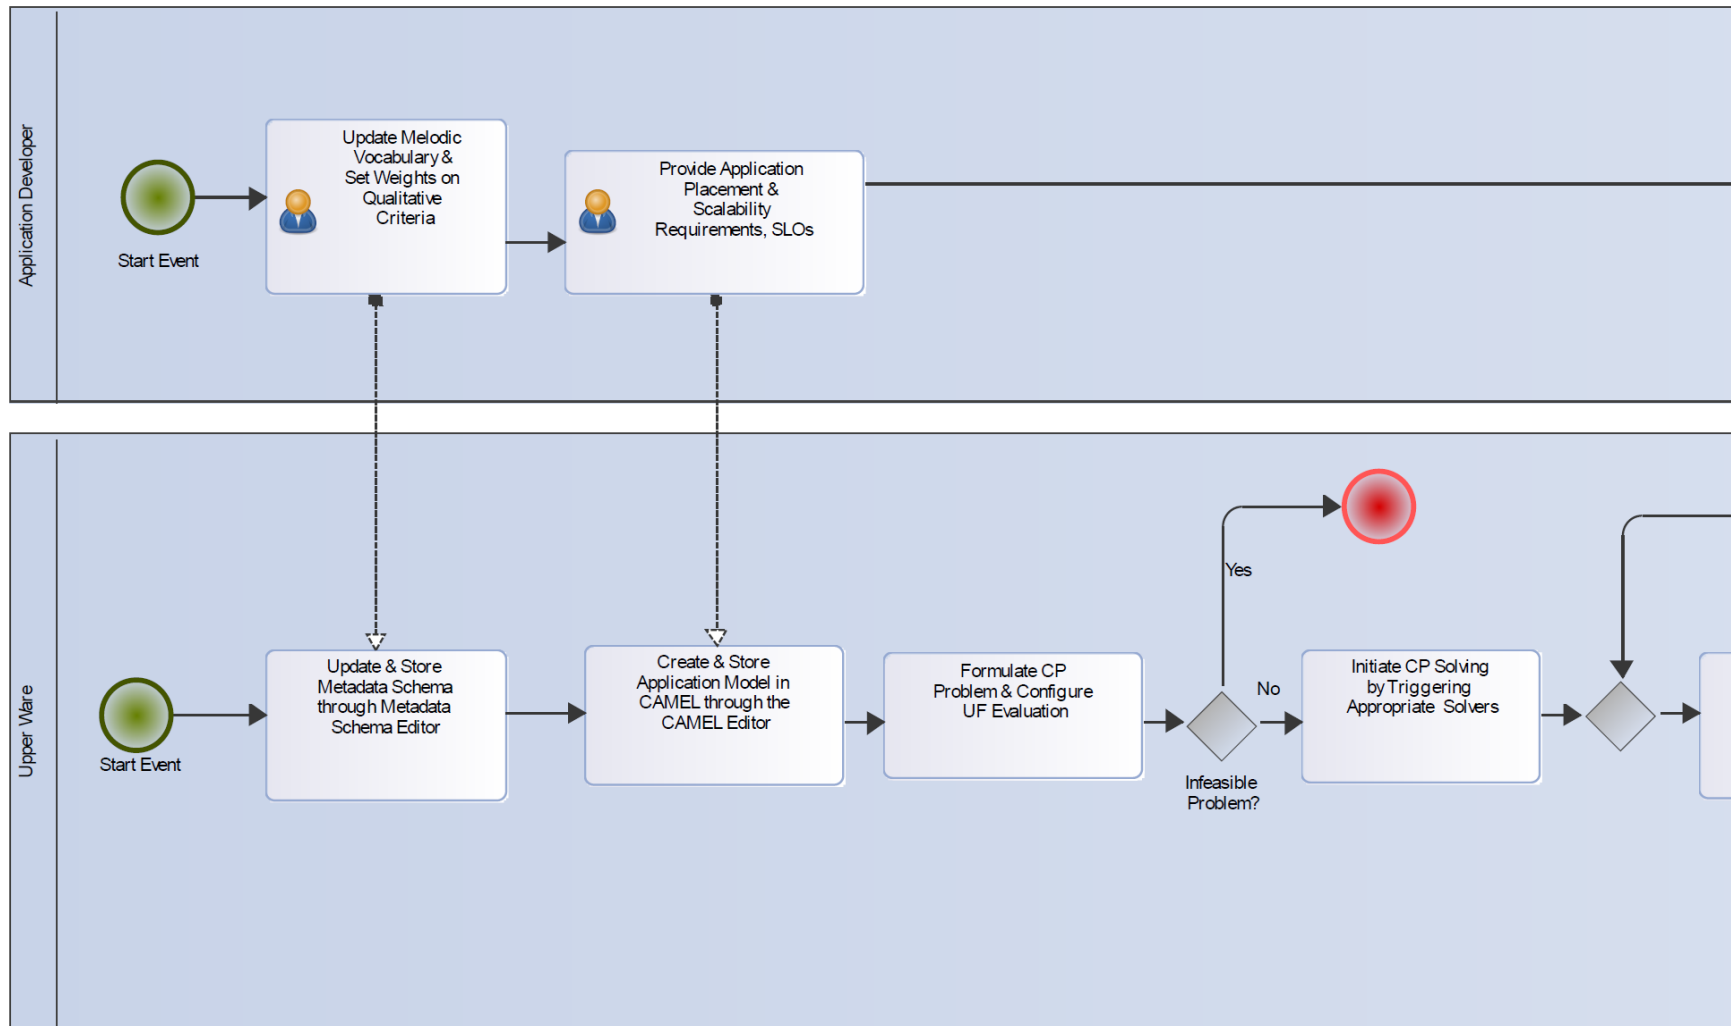 Application Developer
Start Event
Update Melodic
Vocabulary &
Set Weights on
Qualitative
Criteria
Provide Application
Placement &
Scalability
Requirements, SLOs
Upper Ware
Start Event
Update & Store
Metadata Schema
through Metadata
Schema Editor
Create & Store
Application Model in
CAMEL through the
CAMEL Editor
Formulate CP
Problem & Configure
UF Evaluation
Yes
No
Infeasible
Problem?
Initiate CP Solving
by Triggering
Appropriate Solvers